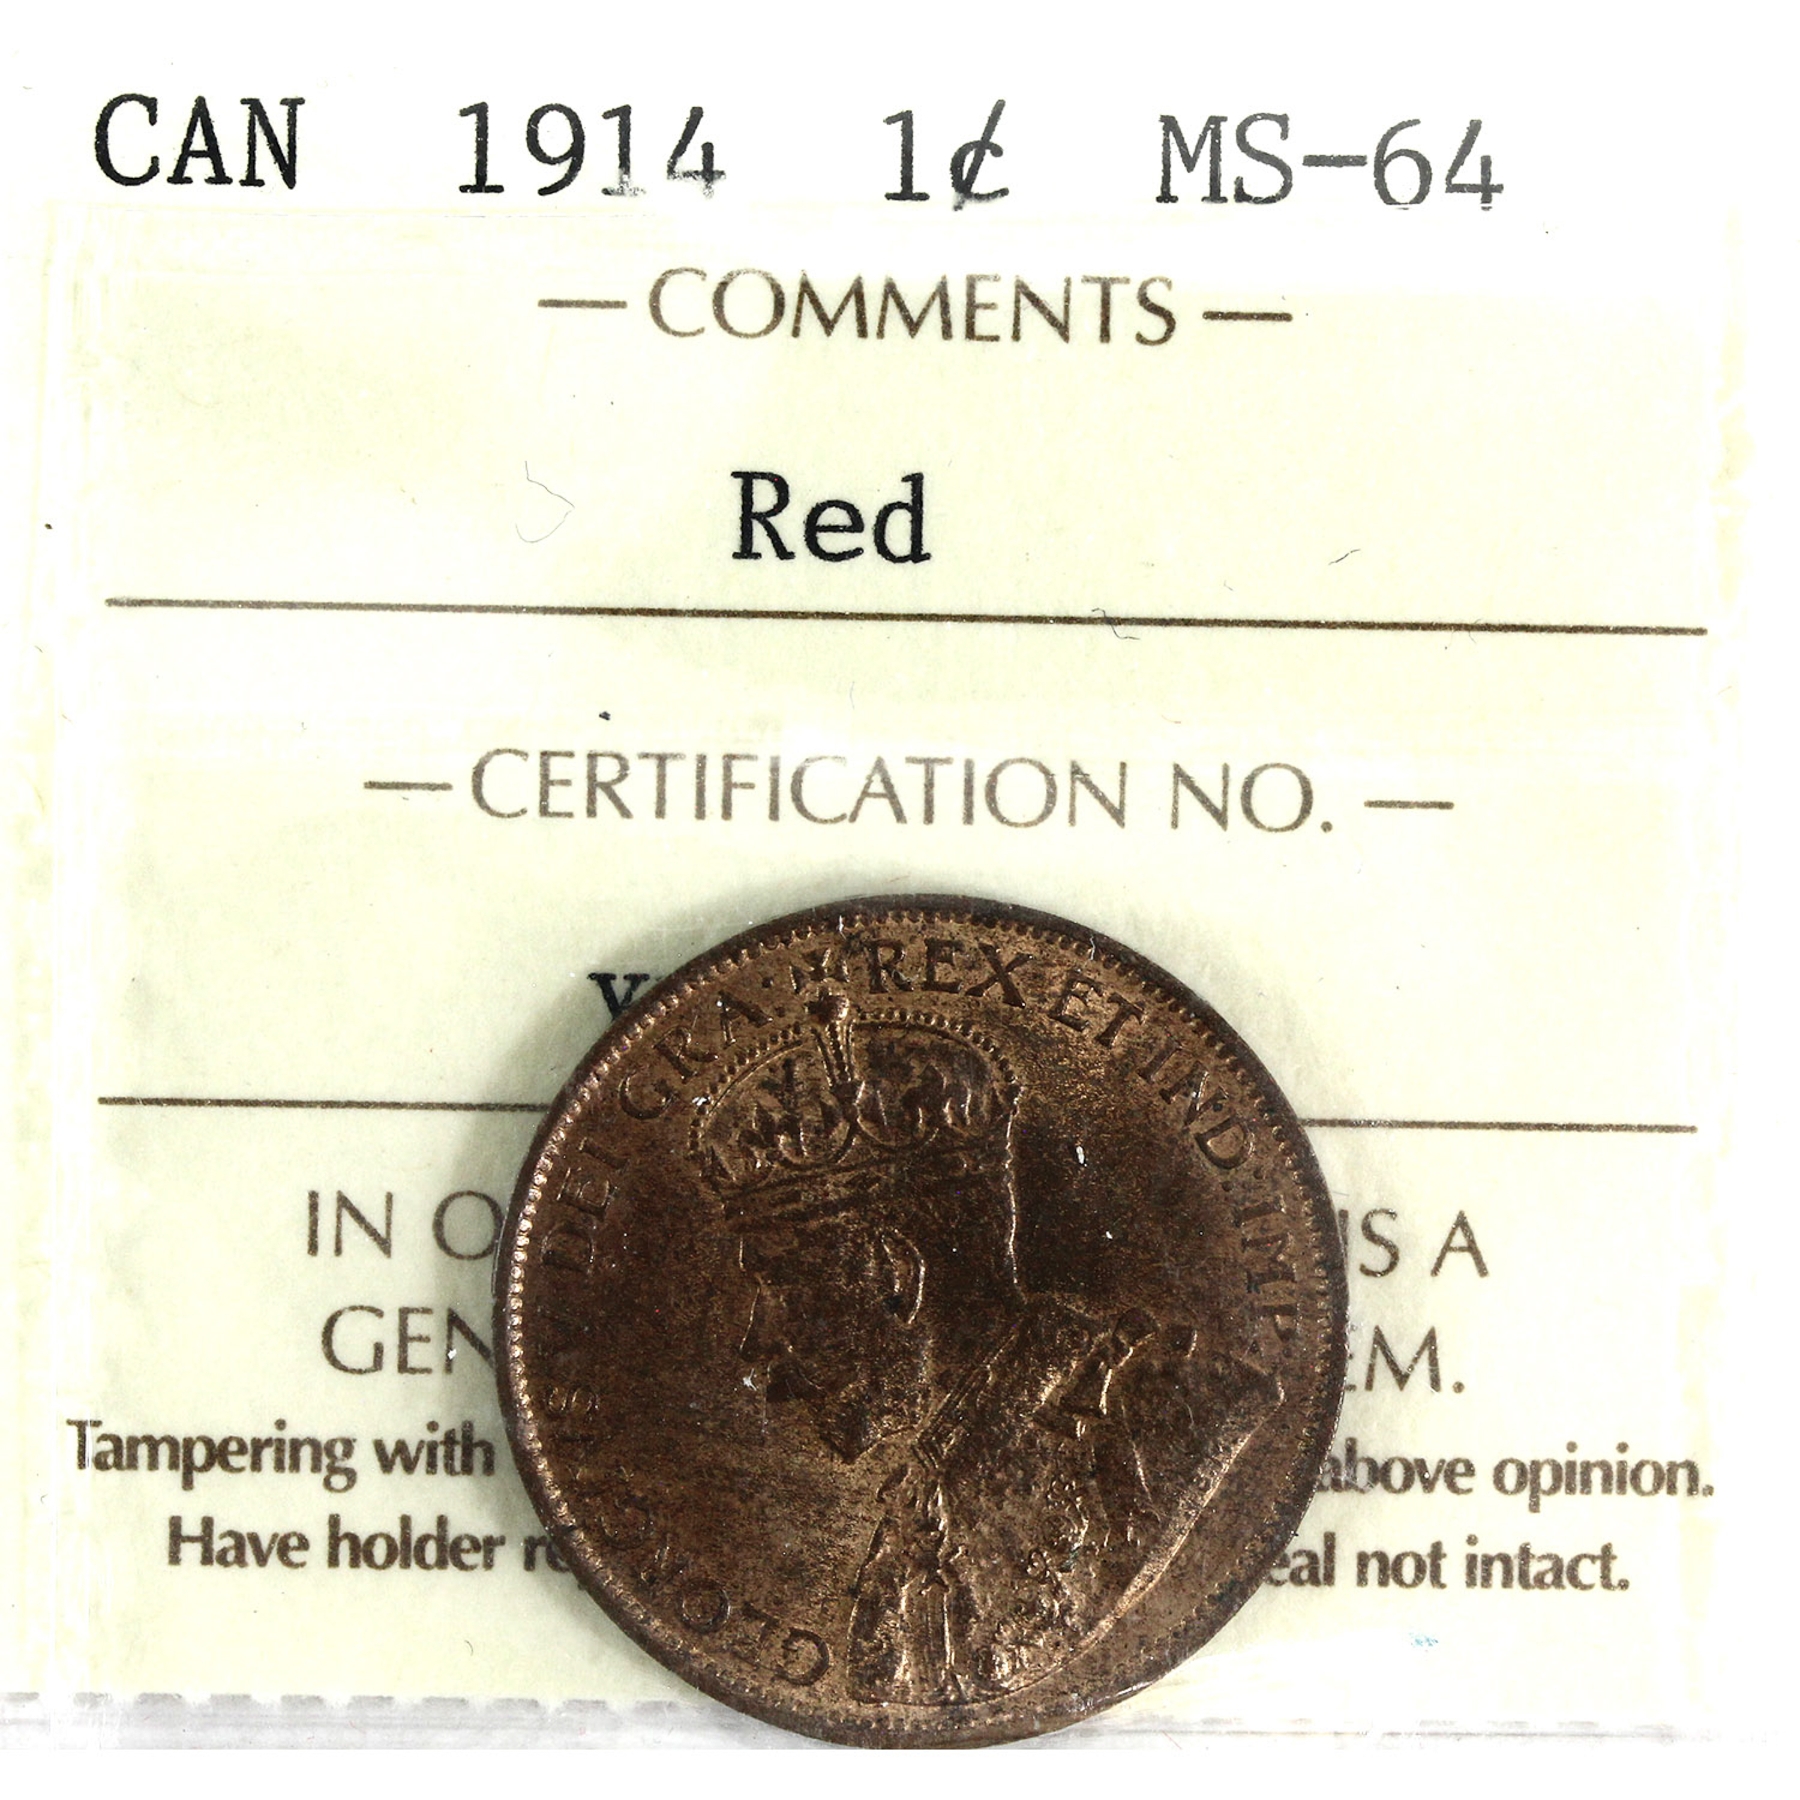 CAN 1914 1¢ MS-64
— COMMENTS —
Red
— CERTIFICATION NO. —
IN O IS A
GEN EM.
Tampering with above opinion.
Have holder re eal not intact.
GEORGIVS V DEI GRA: REX ET IND: IMP: